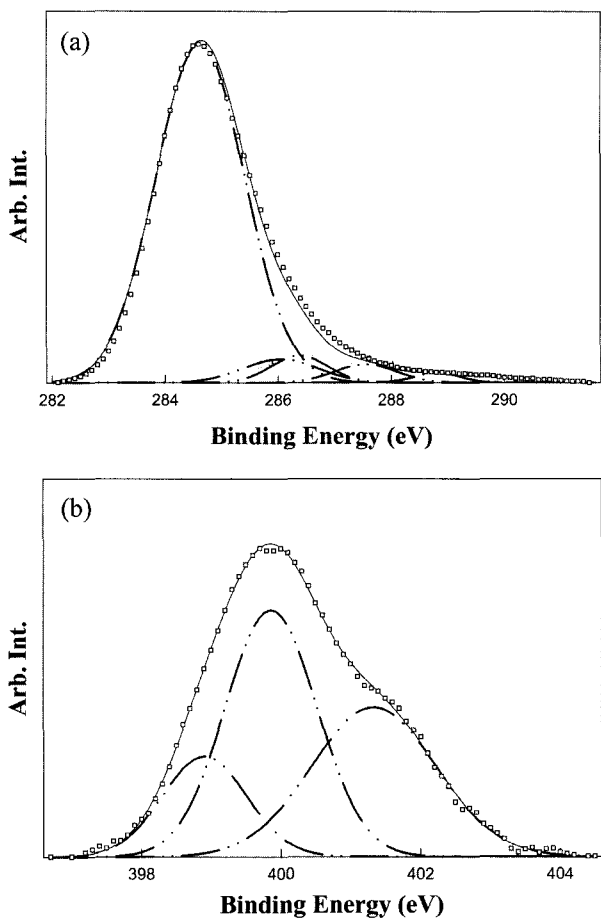 (a)
Arb. Int.
282 284 286 288 290
Binding Energy (eV)
(b)
Arb. Int.
398 400 402 404
Binding Energy (eV)